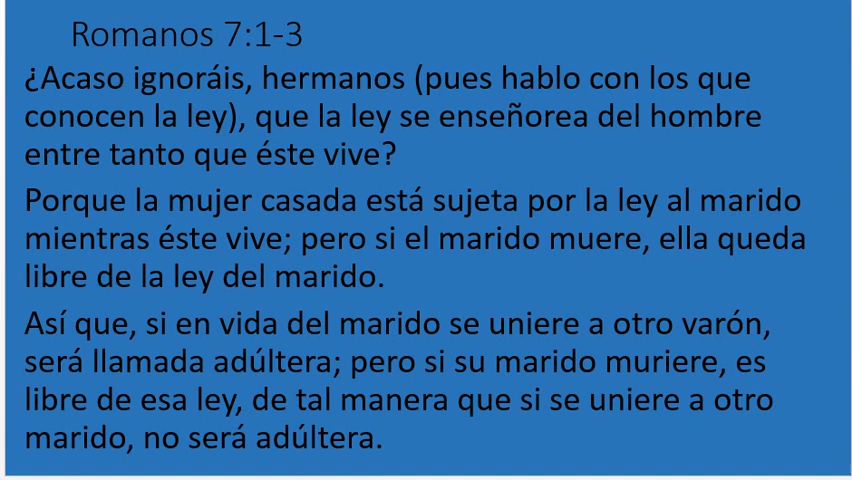 Romanos 7:1-3
¿Acaso ignoráis, hermanos (pues hablo con los que
conocen la ley), que la ley se enseñorea del hombre
entre tanto que éste vive?
Porque la mujer casada está sujeta por la ley al marido
mientras éste vive; pero si el marido muere, ella queda
libre de la ley del marido.
Así que, si en vida del marido se uniere a otro varón,
será llamada adúltera; pero si su marido muriere, es
libre de esa ley, de tal manera que si se uniere a otro
marido, no será adúltera.